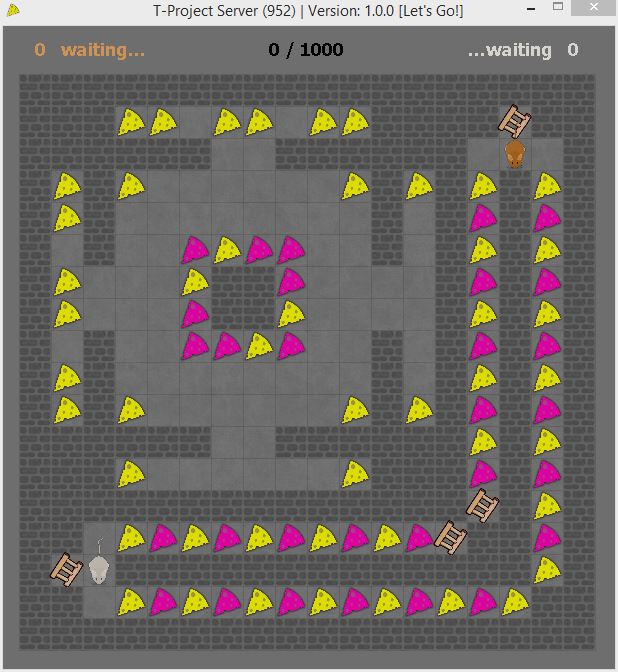 T-Project Server (952) | Version: 1.0.0 [Let's Go!]
0 waiting... 0 / 1000 ...waiting 0